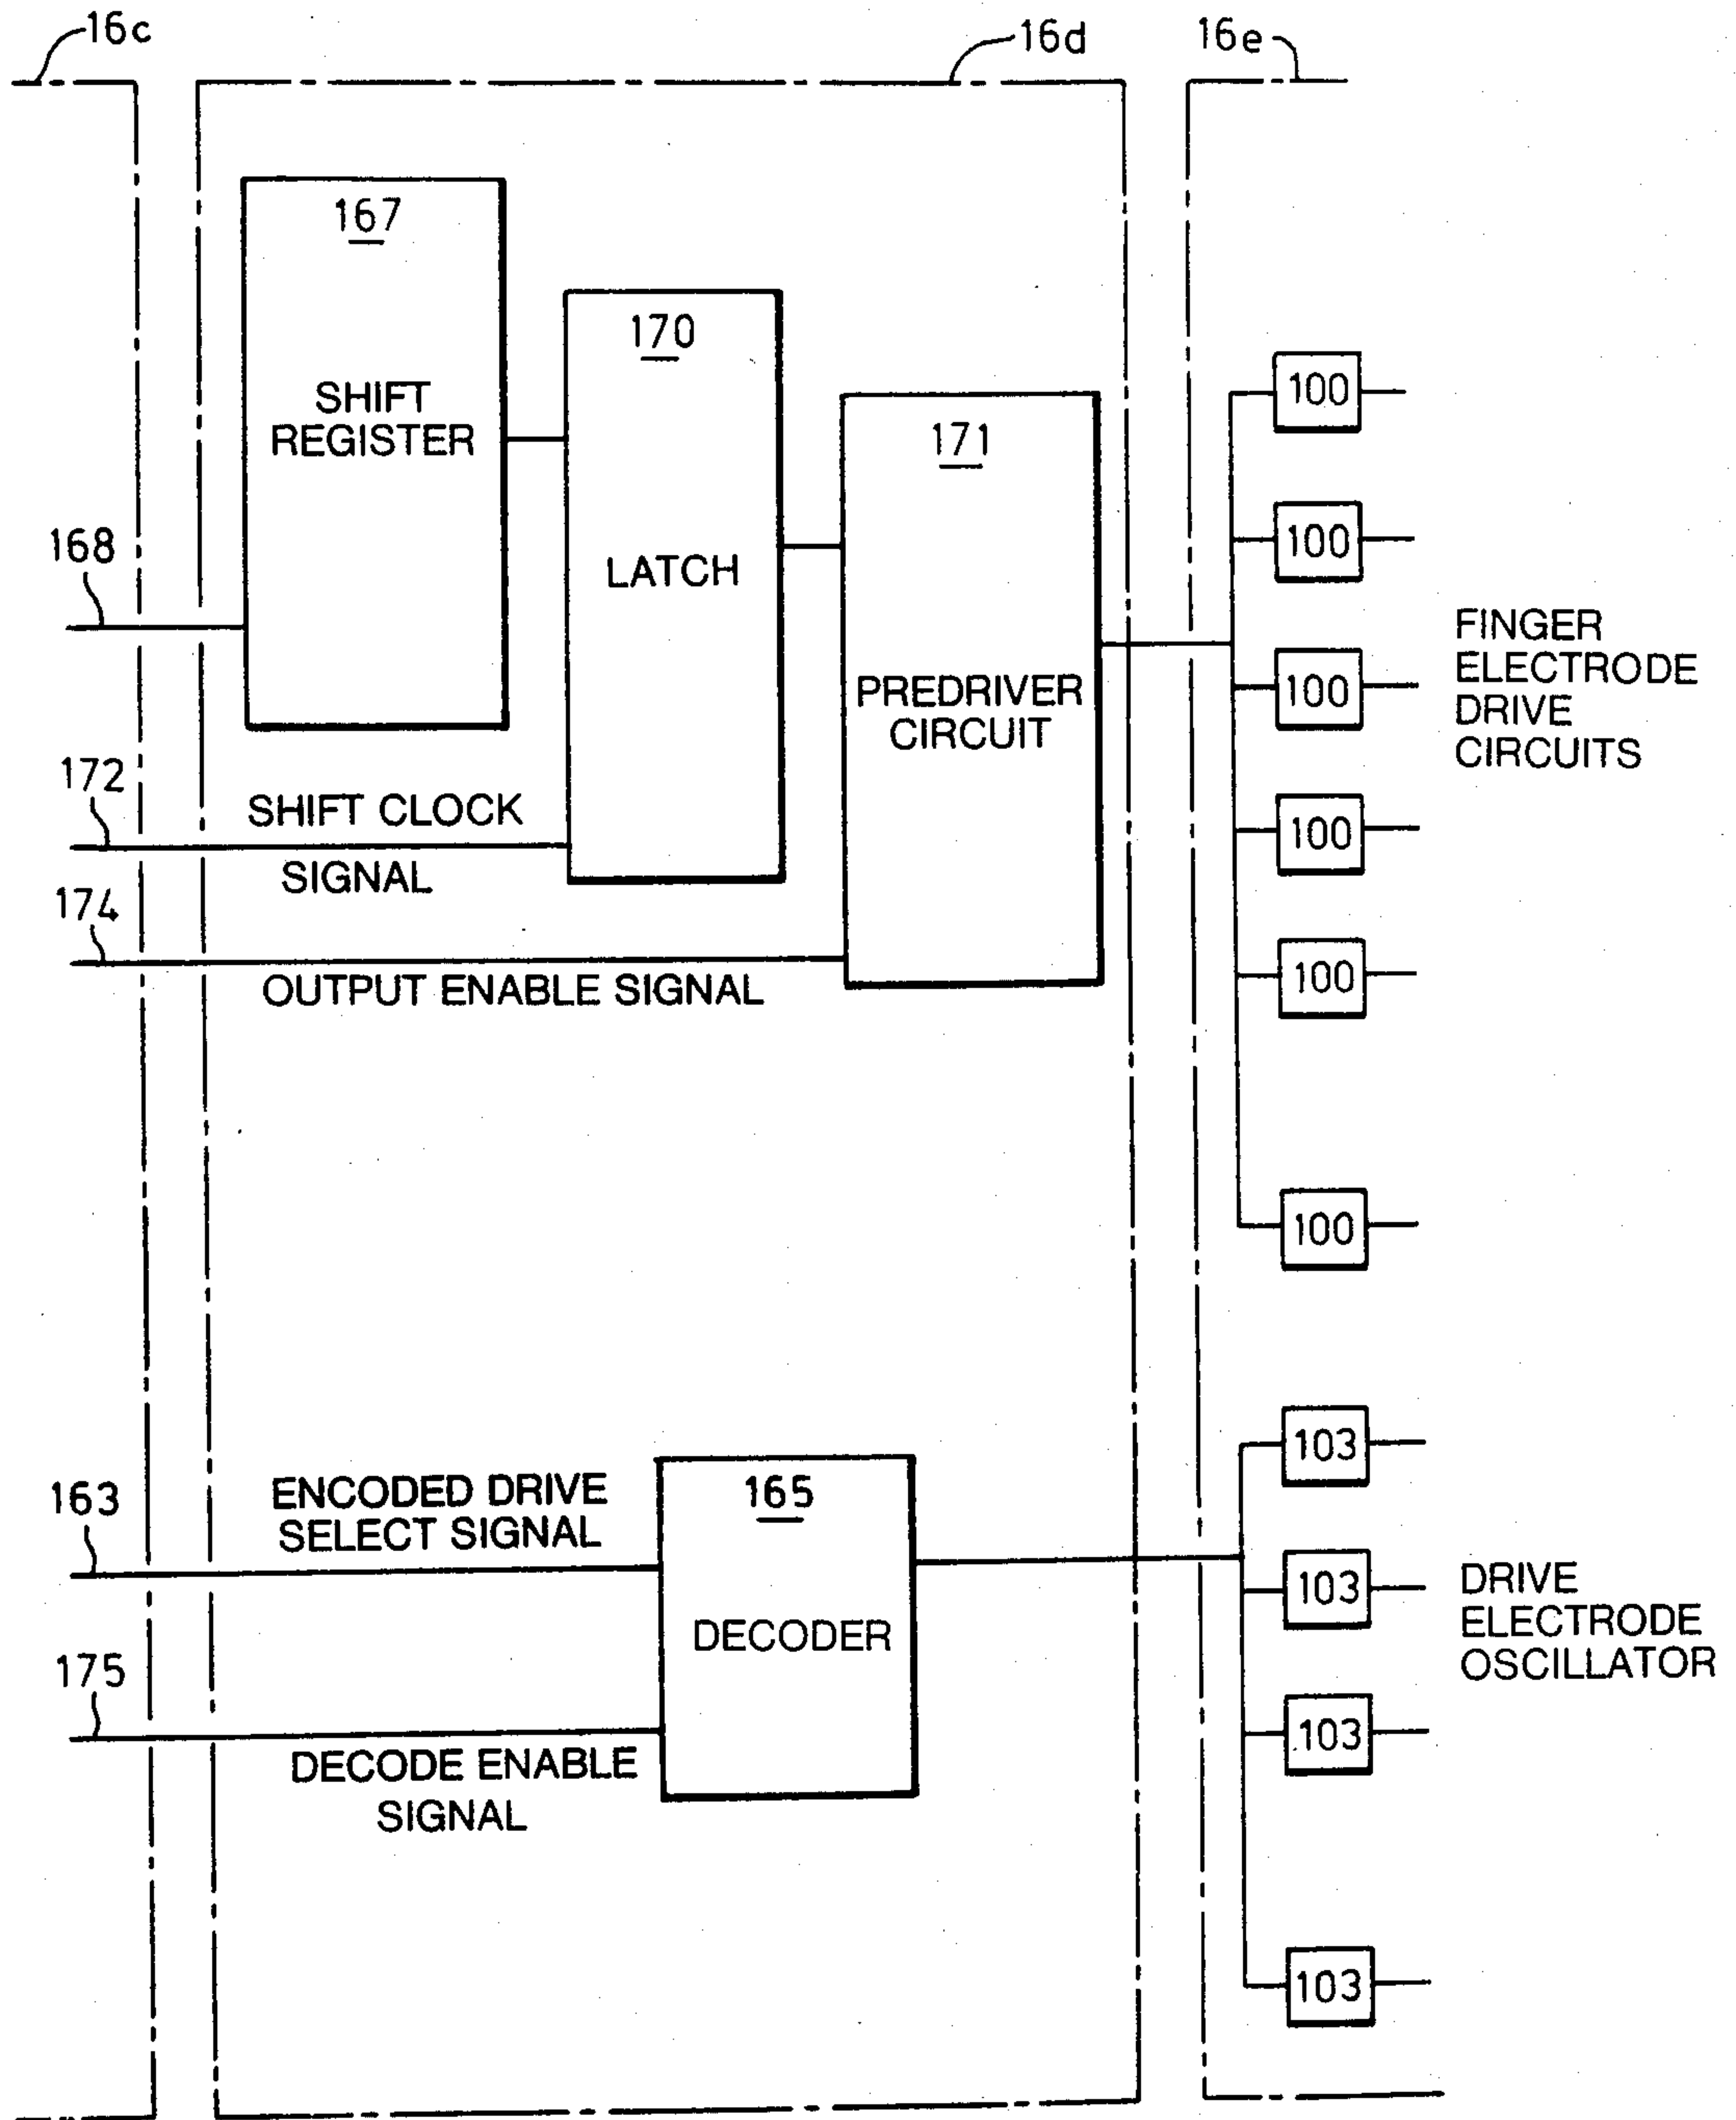 16c
16d
16e
167
SHIFT
REGISTER
170
LATCH
171
PREDRIVER
CIRCUIT
168
172
SHIFT CLOCK
SIGNAL
174
OUTPUT ENABLE SIGNAL
100
100
100
100
100
100
FINGER
ELECTRODE
DRIVE
CIRCUITS
163
ENCODED DRIVE
SELECT SIGNAL
165
DECODER
175
DECODE ENABLE
SIGNAL
103
103
103
103
DRIVE
ELECTRODE
OSCILLATOR